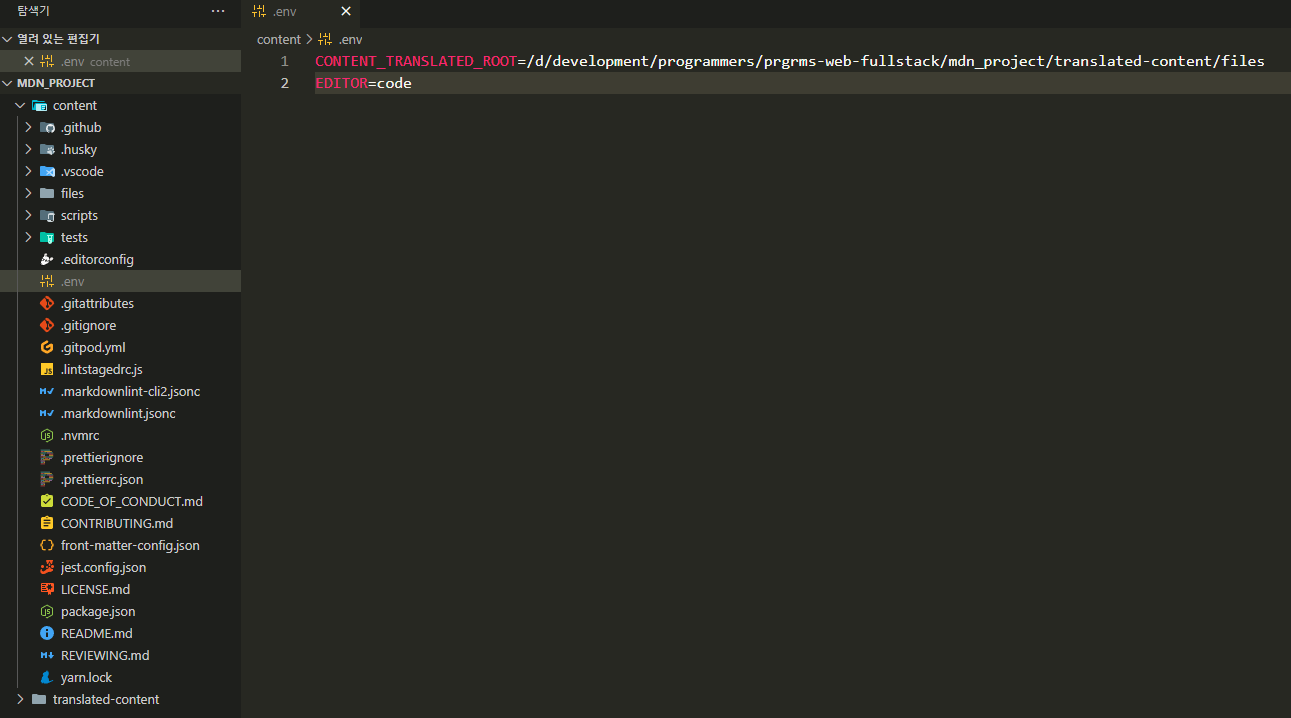 탐색기
···
열려 있는 편집기
.env content
MDN_PROJECT
content
.github
.husky
.vscode
files
scripts
tests
.editorconfig
.env
.gitattributes
.gitignore
.gitpod.yml
.lintstagedrc.js
.markdownlint-cli2.jsonc
.markdownlint.jsonc
.nvmrc
.prettierignore
.prettierrc.json
CODE_OF_CONDUCT.md
CONTRIBUTING.md
front-matter-config.json
jest.config.json
LICENSE.md
package.json
README.md
REVIEWING.md
yarn.lock
translated-content
.env
content > .env
1 CONTENT_TRANSLATED_ROOT=/d/development/programmers/prgrms-web-fullstack/mdn_project/translated-content/files
2 EDITOR=code